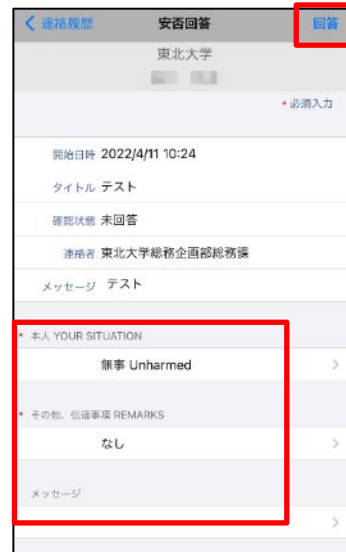 連絡履歴 安否回答 回答
東北大学
*必須入力
開始日時 2022/4/11 10:24
タイトル テスト
確認状態 未回答
連絡者 東北大学総務企画部総務課
メッセージ テスト
* 本人 YOUR SITUATION
無事 Unharmed
* その他、伝達事項 REMARKS
なし
メッセージ